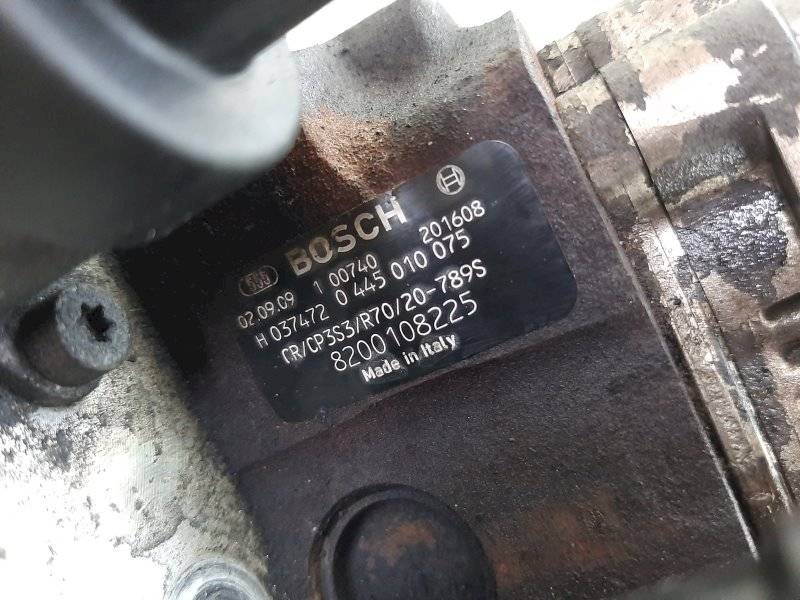 BOSCH
02.09.09 1 00740 201608
H 037472 0 445 010 075
CR/CP3S3/R70/20-789S
8200108225
Made in Italy